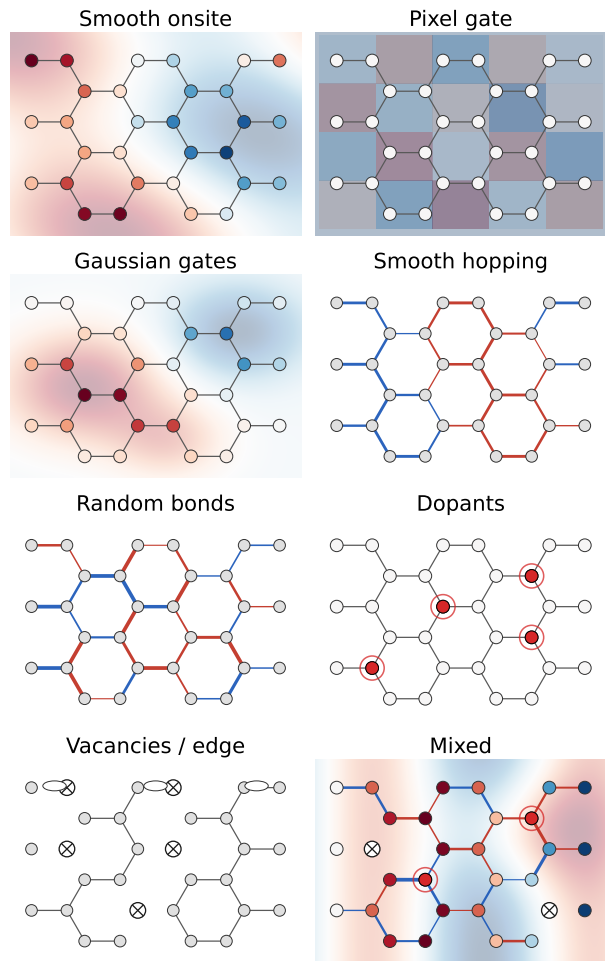 Smooth onsite
Pixel gate
Gaussian gates
Smooth hopping
Random bonds
Dopants
Vacancies / edge
Mixed